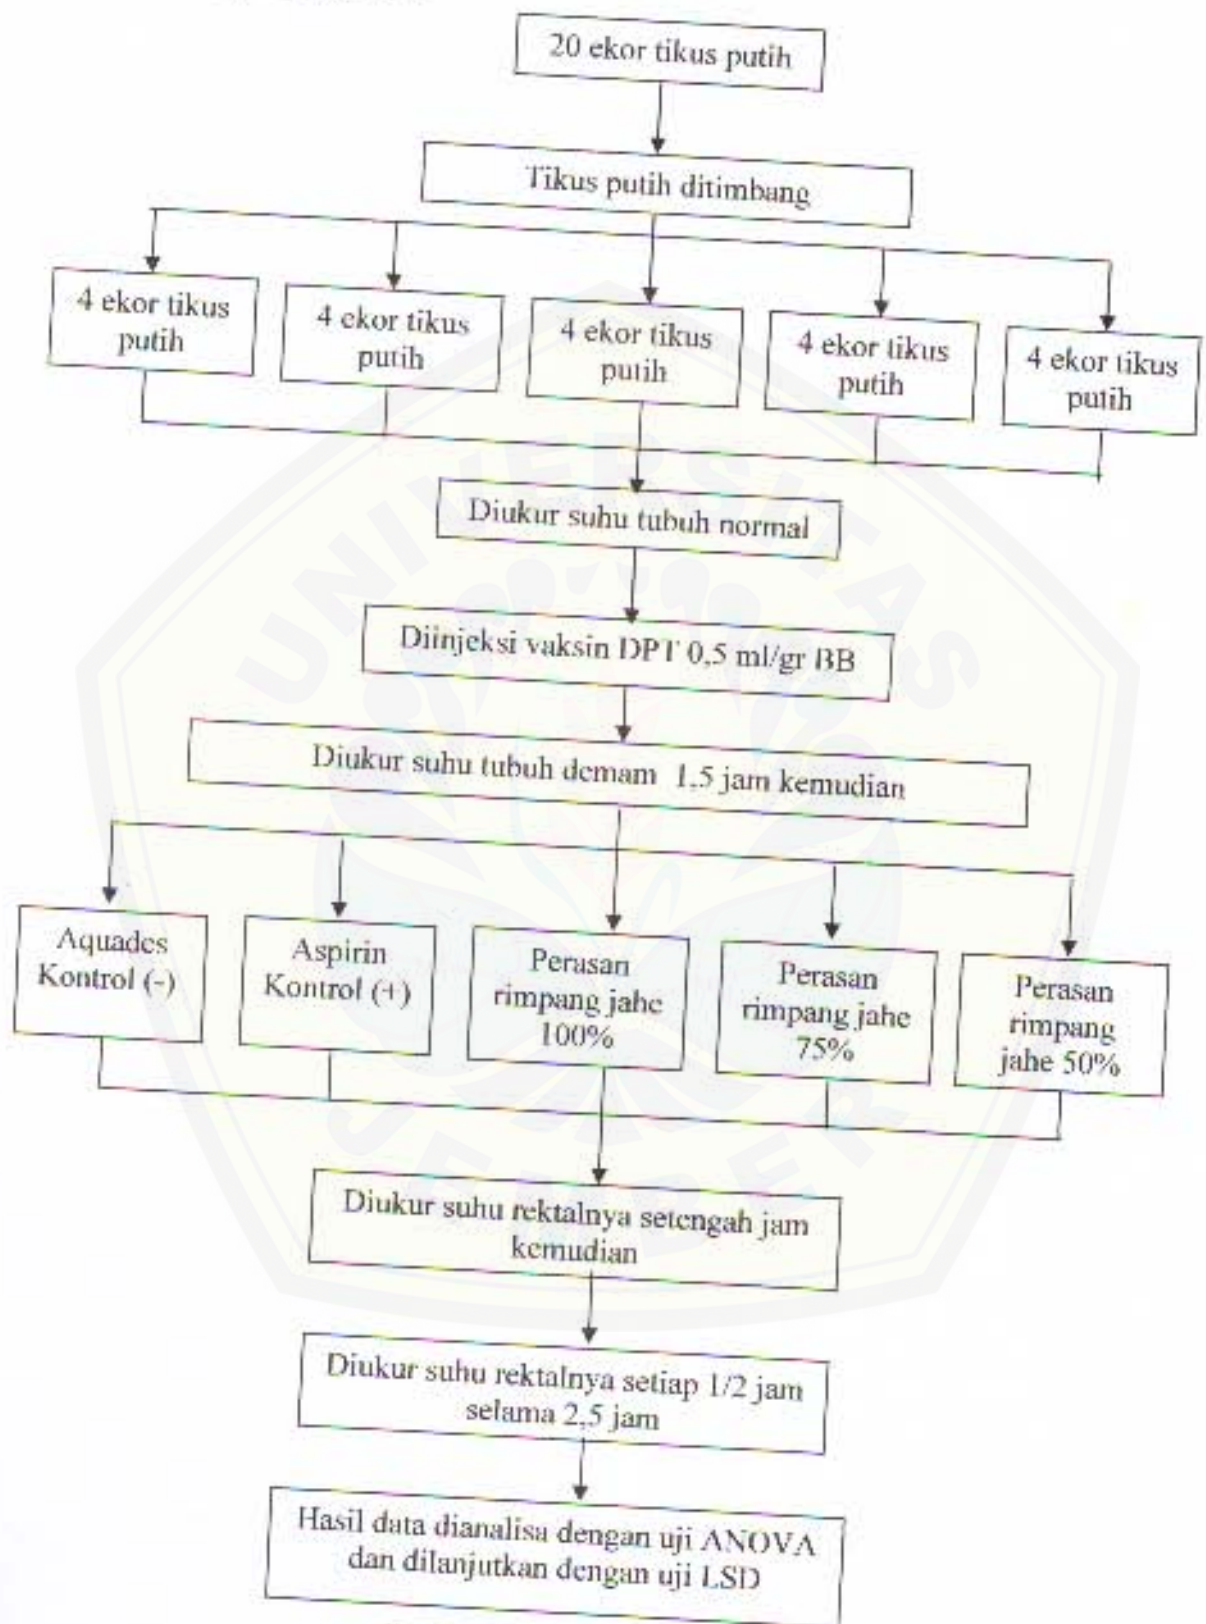 20 ekor tikus putih
Tikus putih ditimbang
4 ekor tikus
putih
4 ekor tikus
putih
4 ekor tikus
putih
4 ekor tikus
putih
4 ekor tikus
putih
Diukur suhu tubuh normal
Diinjeksi vaksin DPT 0,5 ml/gr BB
Diukur suhu tubuh demam 1,5 jam kemudian
Aquades
Kontrol (-)
Aspirin
Kontrol (+)
Perasan
rimpang jahe
100%
Perasan
rimpang jahe
75%
Perasan
rimpang
jahe 50%
Diukur suhu rektalnya setengah jam
kemudian
Diukur suhu rektalnya setiap 1/2 jam
selama 2,5 jam
Hasil data dianalisa dengan uji ANOVA
dan dilanjutkan dengan uji LSD
UNIVERSITAS
JEMBER